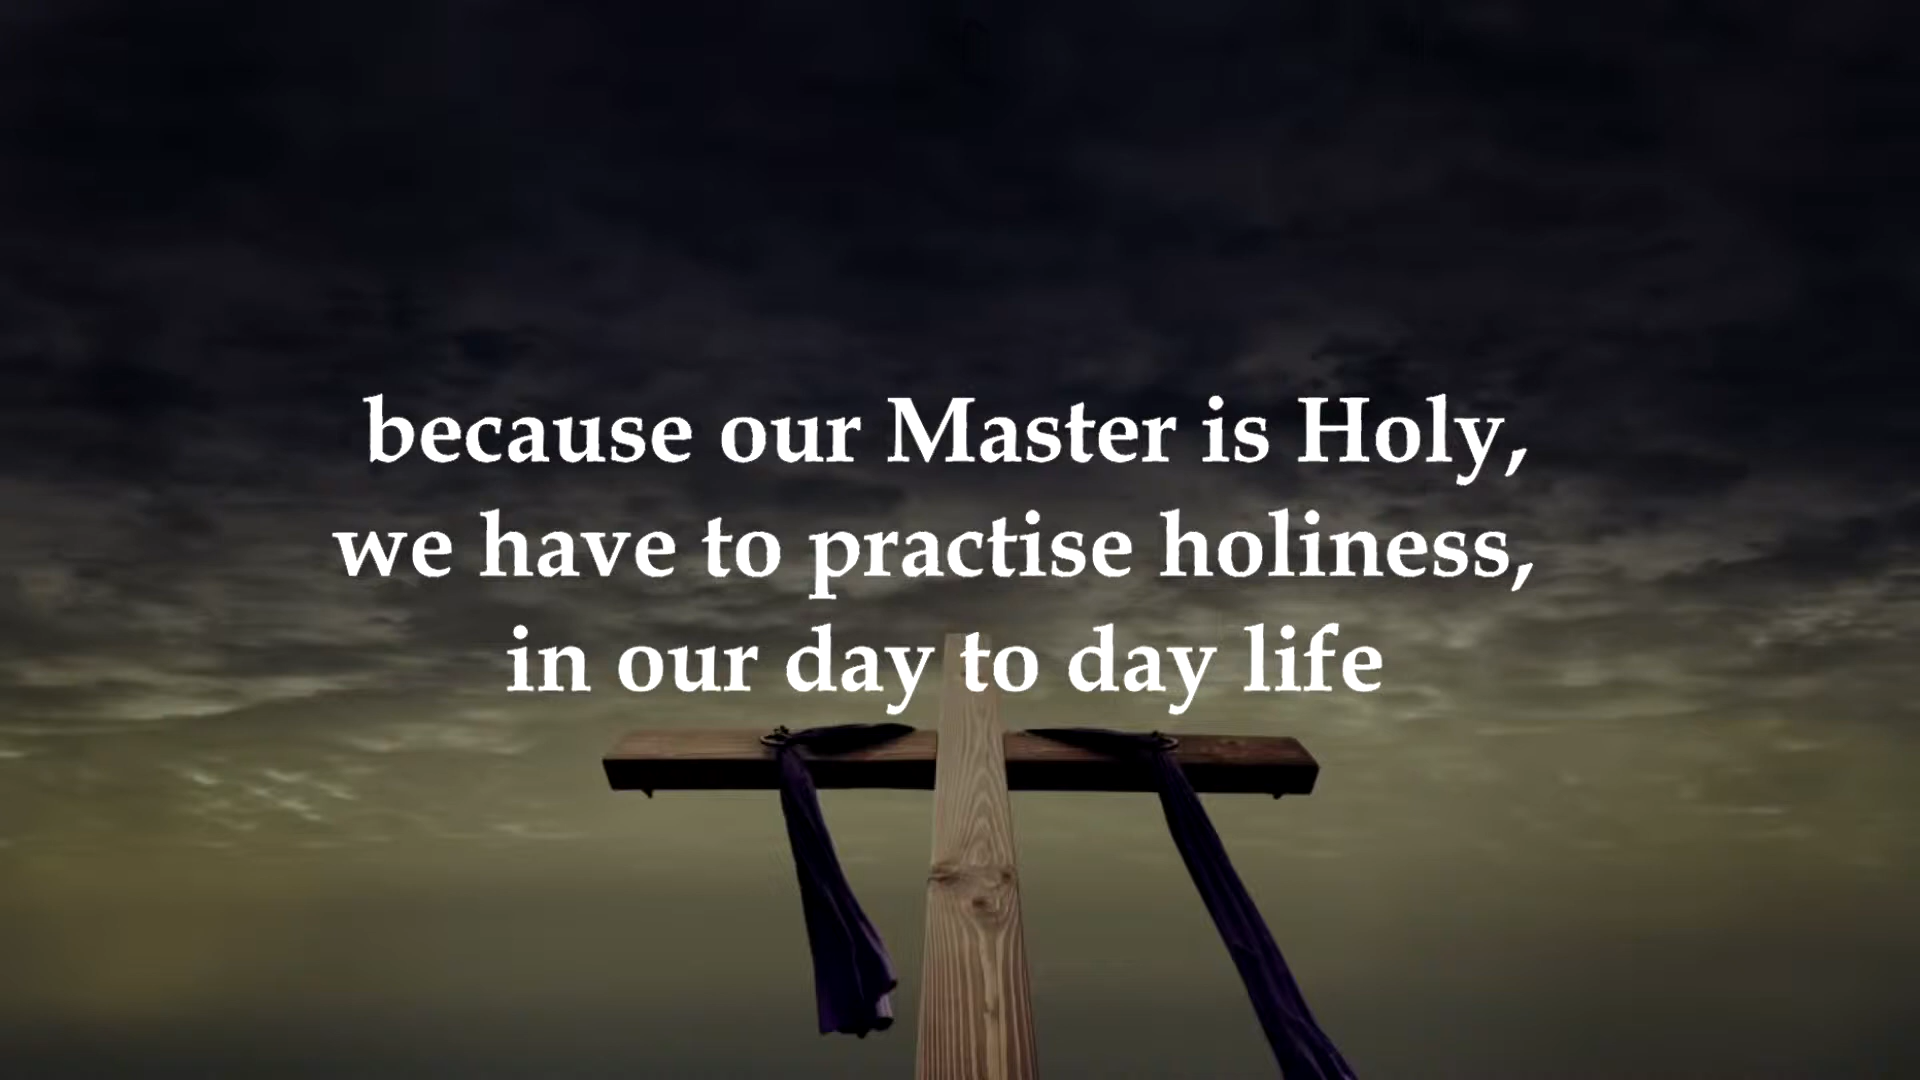 because our Master is Holy,
we have to practise holiness,
in our day to day life